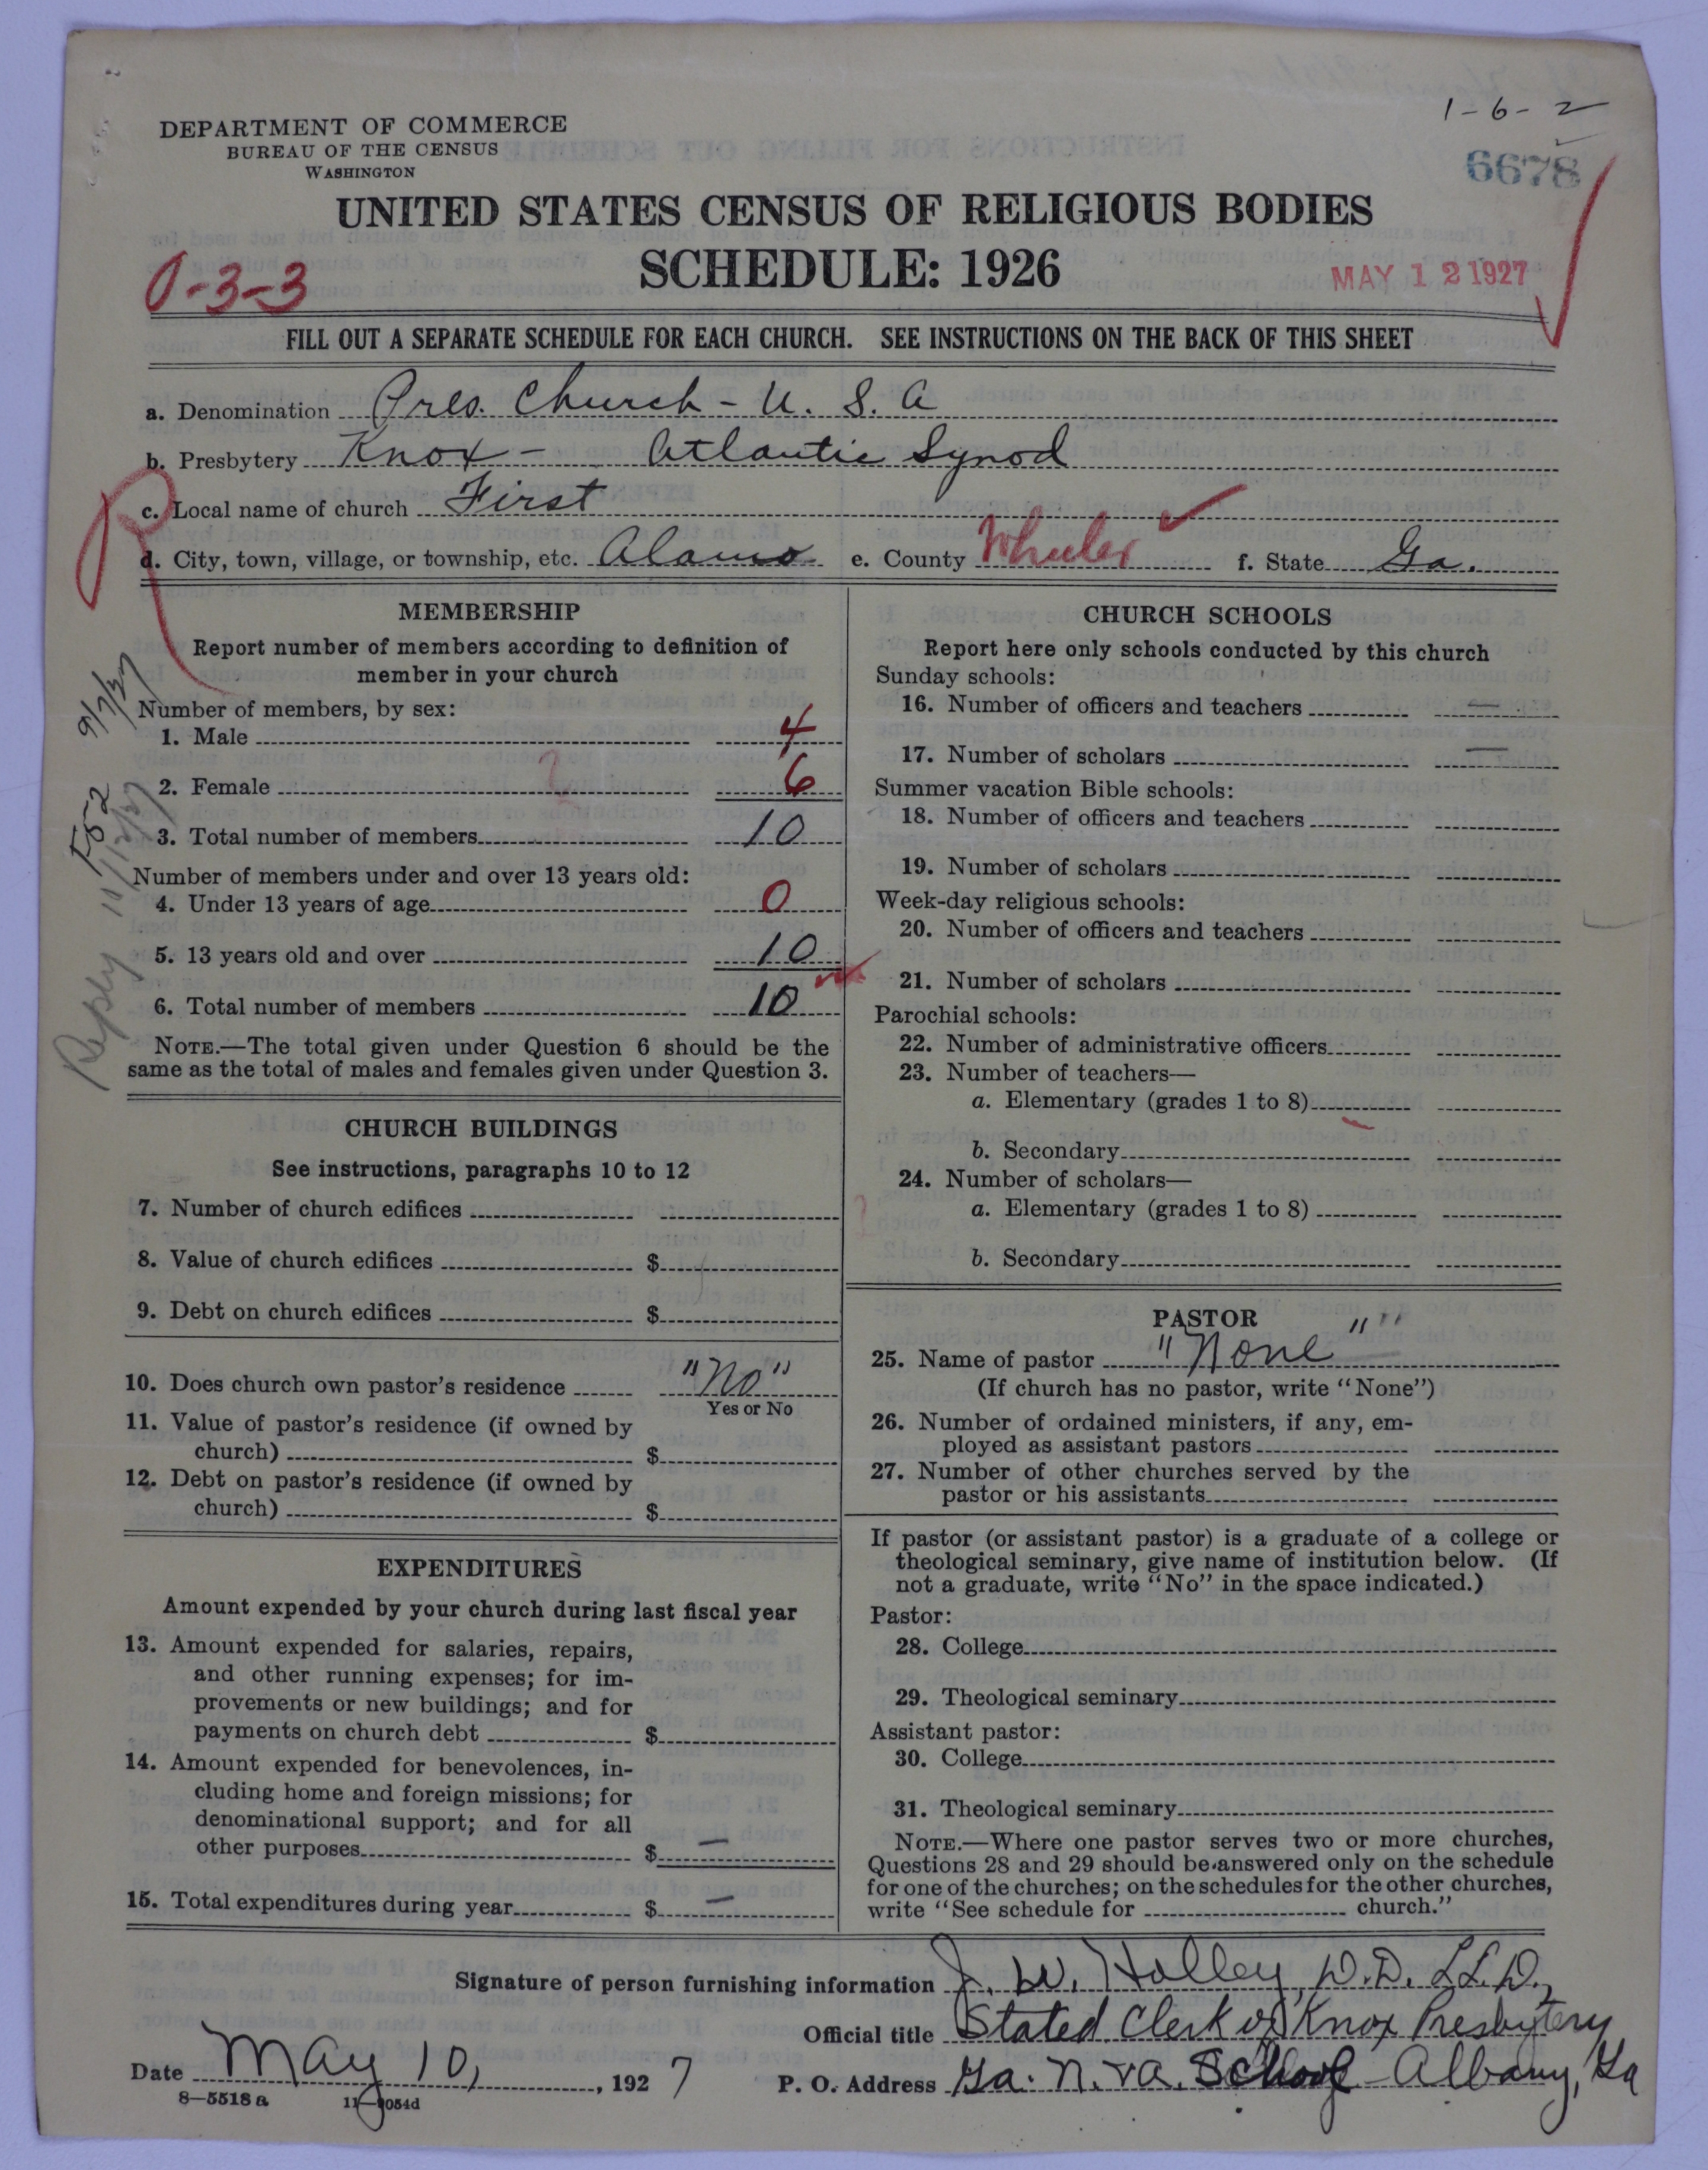 1-6-2
DEPARTMENT OF COMMERCE
BUREAU OF THE CENSUS
WASHINGTON
6678
UNITED STATES CENSUS OF RELIGIOUS BODIES
SCHEDULE: 1926
0-3-3
MAY 12 1927
FILL OUT A SEPARATE SCHEDULE FOR EACH CHURCH. SEE INSTRUCTIONS ON THE BACK OF THIS SHEET
a. Denomination Pres. Church - U. S. A
b. Presbytery Knox - Atlantic Synod
c. Local name of church First
d. City, town, village, or township, etc. Alamo e. County Wheeler f. State Ga.
R
9/7/27
F52
Reply 11/12/27
MEMBERSHIP
Report number of members according to definition of
member in your church
Number of members, by sex:
1. Male 4
2. Female 6
3. Total number of members 10
Number of members under and over 13 years old:
4. Under 13 years of age 0
5. 13 years old and over 10
6. Total number of members 10
NOTE.—The total given under Question 6 should be the
same as the total of males and females given under Question 3.
CHURCH BUILDINGS
See instructions, paragraphs 10 to 12
7. Number of church edifices
8. Value of church edifices $
9. Debt on church edifices $
10. Does church own pastor's residence "No"
Yes or No
11. Value of pastor's residence (if owned by
church) $
12. Debt on pastor's residence (if owned by
church) $
EXPENDITURES
Amount expended by your church during last fiscal year
13. Amount expended for salaries, repairs,
and other running expenses; for im-
provements or new buildings; and for
payments on church debt $
14. Amount expended for benevolences, in-
cluding home and foreign missions; for
denominational support; and for all
other purposes $ —
15. Total expenditures during year $ —
CHURCH SCHOOLS
Report here only schools conducted by this church
Sunday schools:
16. Number of officers and teachers —
17. Number of scholars —
Summer vacation Bible schools:
18. Number of officers and teachers
19. Number of scholars
Week-day religious schools:
20. Number of officers and teachers
21. Number of scholars
Parochial schools:
22. Number of administrative officers
23. Number of teachers—
a. Elementary (grades 1 to 8)
b. Secondary
24. Number of scholars—
a. Elementary (grades 1 to 8)
b. Secondary
PASTOR
25. Name of pastor "None"
(If church has no pastor, write "None")
26. Number of ordained ministers, if any, em-
ployed as assistant pastors
27. Number of other churches served by the
pastor or his assistants
If pastor (or assistant pastor) is a graduate of a college or
theological seminary, give name of institution below. (If
not a graduate, write "No" in the space indicated.)
Pastor:
28. College
29. Theological seminary
Assistant pastor:
30. College
31. Theological seminary
NOTE.—Where one pastor serves two or more churches,
Questions 28 and 29 should be answered only on the schedule
for one of the churches; on the schedules for the other churches,
write "See schedule for church."
Signature of person furnishing information J. W. Holley, D.D. LL.D.,
Official title Stated Clerk of Knox Presbytery
Date May 10, 1927 P. O. Address Ga. N. & A. School - Albany, Ga
8—5518 a 11—9054d